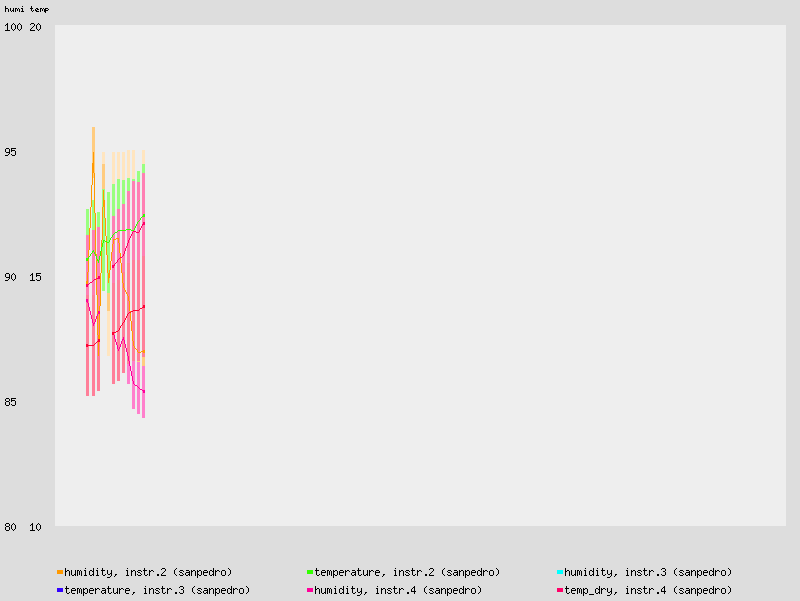 humi temp
100 20
95
90 15
85
80 10
humidity, instr.2 (sanpedro) temperature, instr.2 (sanpedro) humidity, instr.3 (sanpedro)
temperature, instr.3 (sanpedro) humidity, instr.4 (sanpedro) temp_dry, instr.4 (sanpedro)